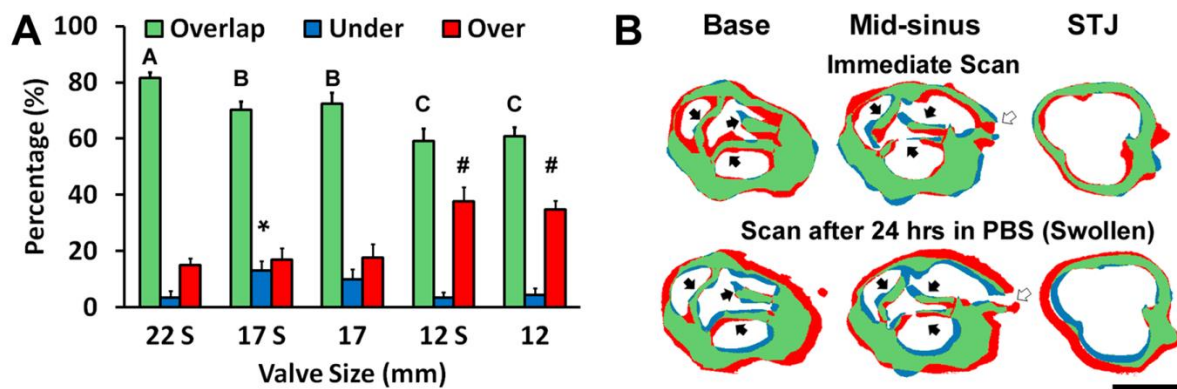 A
Overlap Under Over
Percentage (%)
100
80
60
40
20
0
A
B
B
C
C
*
#
#
22 S 17 S 17 12 S 12
Valve Size (mm)
B
Base Mid-sinus STJ
Immediate Scan
Scan after 24 hrs in PBS (Swollen)